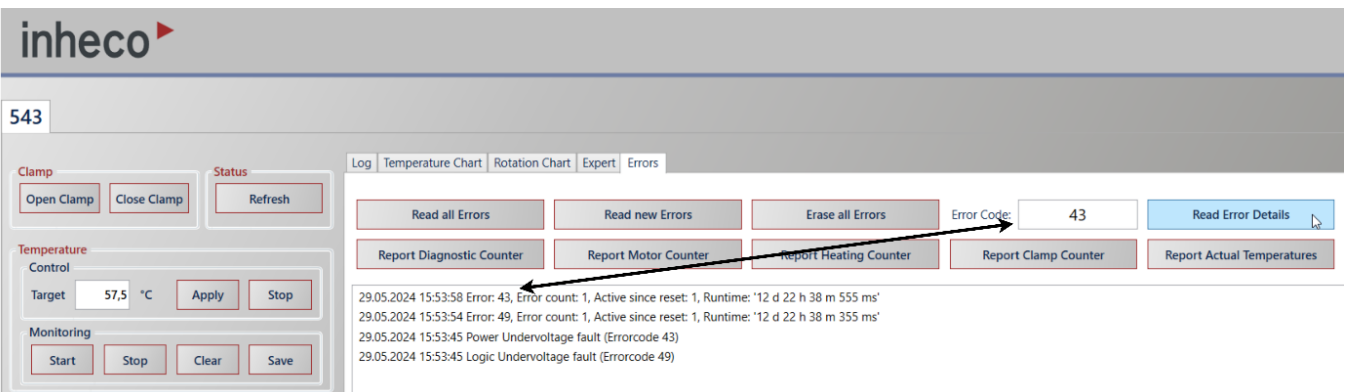 inheco
543
Log Temperature Chart Rotation Chart Expert Errors
Clamp
Open Clamp Close Clamp
Status
Refresh
Temperature
Control
Target 57,5 °C Apply Stop
Monitoring
Start Stop Clear Save
Read all Errors Read new Errors Erase all Errors Error Code: 43 Read Error Details
Report Diagnostic Counter Report Motor Counter Report Heating Counter Report Clamp Counter Report Actual Temperatures
29.05.2024 15:53:58 Error: 43, Error count: 1, Active since reset: 1, Runtime: '12 d 22 h 38 m 555 ms'
29.05.2024 15:53:54 Error: 49, Error count: 1, Active since reset: 1, Runtime: '12 d 22 h 38 m 355 ms'
29.05.2024 15:53:45 Power Undervoltage fault (Errorcode 43)
29.05.2024 15:53:45 Logic Undervoltage fault (Errorcode 49)